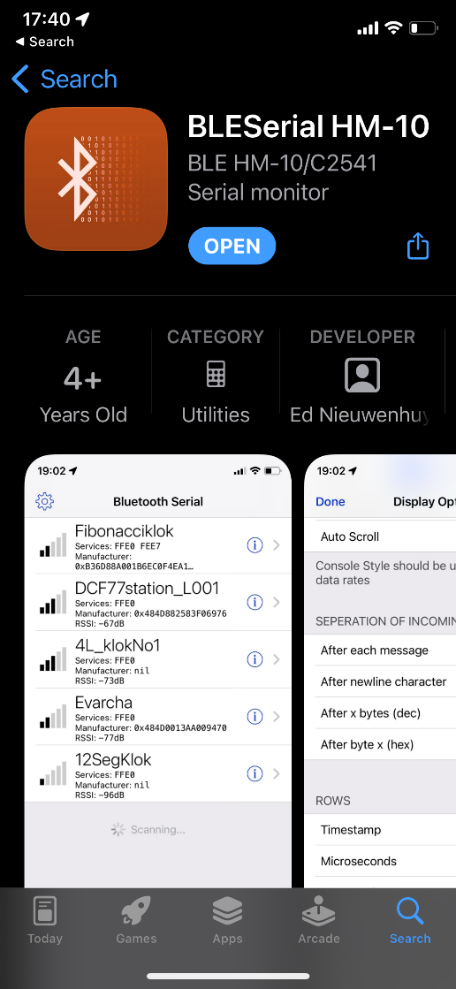 17:40
◀ Search
Search
BLESerial HM-10
BLE HM-10/C2541
Serial monitor
OPEN
AGE
4+
Years Old
CATEGORY
Utilities
DEVELOPER
Ed Nieuwenhuy
19:02
Bluetooth Serial
Fibonacciklok
Services: FFE0 FEE7
Manufacturer:
0xB36D88A001B6EC0F4EA1…
DCF77station_L001
Services: FFE0
Manufacturer: 0x484D882583F06976
RSSI: -67dB
4L_klokNo1
Services: FFE0
Manufacturer: nil
RSSI: -73dB
Evarcha
Services: FFE0
Manufacturer: 0x484D0013AA009470
RSSI: -77dB
12SegKlok
Services: FFE0
Manufacturer: nil
RSSI: -96dB
Scanning...
19:02
Done
Display Opt
Auto Scroll
Console Style should be u
data rates
SEPERATION OF INCOMIN
After each message
After newline character
After x bytes (dec)
After byte x (hex)
ROWS
Timestamp
Microseconds
Today
Games
Apps
Arcade
Search